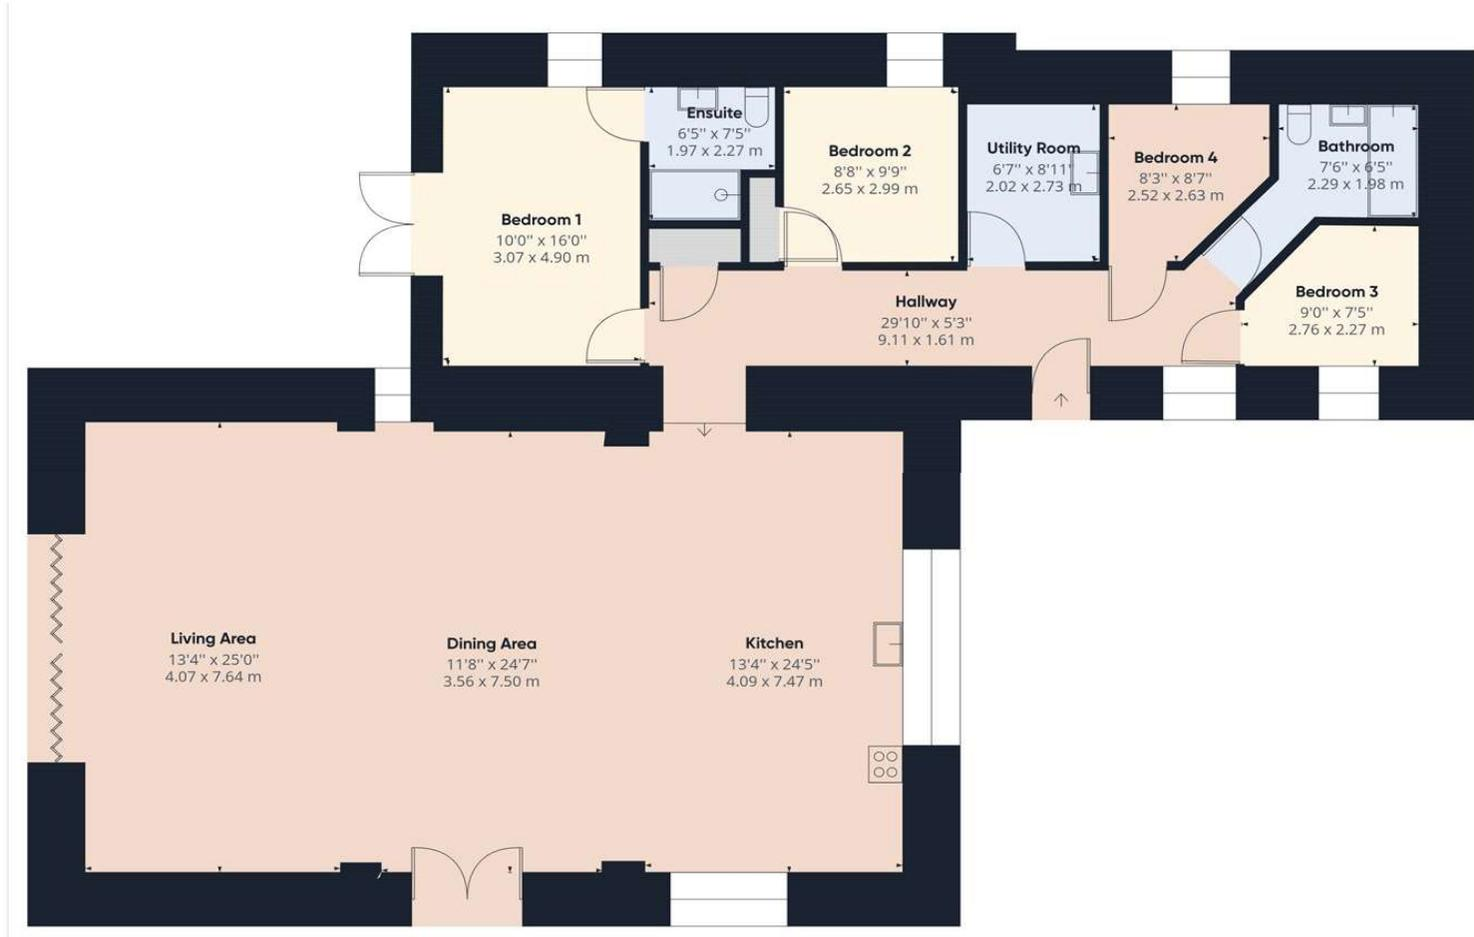 Ensuite
6'5" x 7'5"
1.97 x 2.27 m
Bedroom 2
8'8" x 9'9"
2.65 x 2.99 m
Utility Room
6'7" x 8'11"
2.02 x 2.73 m
Bedroom 4
8'3" x 8'7"
2.52 x 2.63 m
Bathroom
7'6" x 6'5"
2.29 x 1.98 m
Bedroom 1
10'0" x 16'0"
3.07 x 4.90 m
Hallway
29'10" x 5'3"
9.11 x 1.61 m
Bedroom 3
9'0" x 7'5"
2.76 x 2.27 m
Living Area
13'4" x 25'0"
4.07 x 7.64 m
Dining Area
11'8" x 24'7"
3.56 x 7.50 m
Kitchen
13'4" x 24'5"
4.09 x 7.47 m